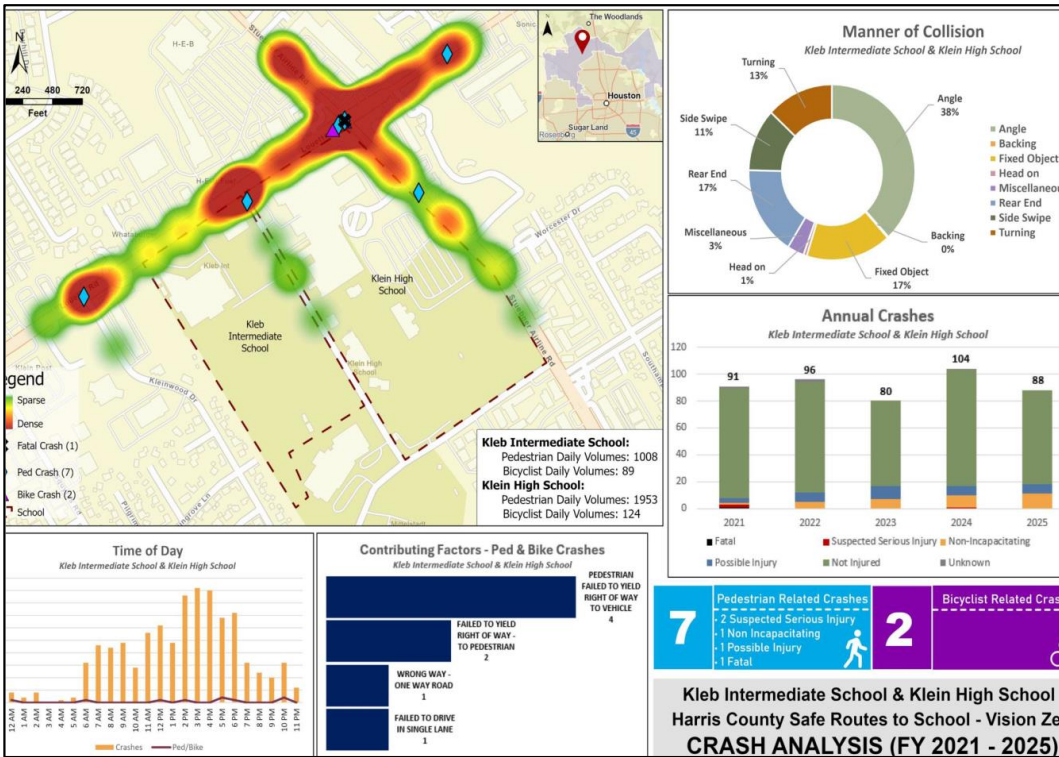 N
240 480 720
Feet
H-E-B
Sonic
The Woodlands
Houston
Rosenberg
Sugar Land
45
Worcester Dr
Kleb Int
Klein High
School
Kleb
Intermediate
School
Klein High
School
Kleinwood Dr
egend
Sparse
Dense
Fatal Crash (1)
Ped Crash (7)
Bike Crash (2)
School
Kleb Intermediate School:
Pedestrian Daily Volumes: 1008
Bicyclist Daily Volumes: 89
Klein High School:
Pedestrian Daily Volumes: 1953
Bicyclist Daily Volumes: 124
Manner of Collision
Kleb Intermediate School & Klein High School
Turning
13%
Angle
38%
Side Swipe
11%
Rear End
17%
Miscellaneous
3%
Head on
1%
Fixed Object
17%
Backing
0%
Angle
Backing
Fixed Object
Head on
Miscellaneou
Rear End
Side Swipe
Turning
Annual Crashes
Kleb Intermediate School & Klein High School
120
100
80
60
40
20
0
91
96
80
104
88
2021 2022 2023 2024 2025
Fatal Suspected Serious Injury Non-Incapacitating
Possible Injury Not Injured Unknown
Time of Day
Kleb Intermediate School & Klein High School
12 AM 1 AM 2 AM 3 AM 4 AM 5 AM 6 AM 7 AM 8 AM 9 AM 10 AM 11 AM 12 PM 1 PM 2 PM 3 PM 4 PM 5 PM 6 PM 7 PM 8 PM 9 PM 10 PM 11 PM
Crashes Ped/Bike
Contributing Factors - Ped & Bike Crashes
Kleb Intermediate School & Klein High School
PEDESTRIAN
FAILED TO YIELD
RIGHT OF WAY
TO VEHICLE
4
FAILED TO YIELD
RIGHT OF WAY -
TO PEDESTRIAN
2
WRONG WAY -
ONE WAY ROAD
1
FAILED TO DRIVE
IN SINGLE LANE
1
7
Pedestrian Related Crashes
• 2 Suspected Serious Injury
• 1 Non Incapacitating
• 1 Possible Injury
• 1 Fatal
2
Bicyclist Related Cras
Kleb Intermediate School & Klein High School
Harris County Safe Routes to School - Vision Ze
CRASH ANALYSIS (FY 2021 - 2025)